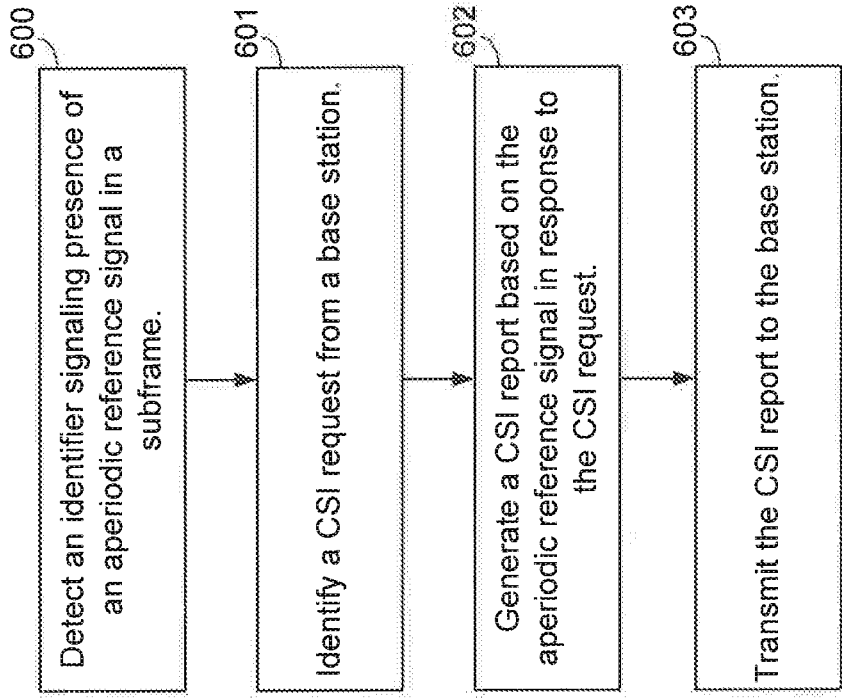 600
Detect an identifier signaling presence of
an aperiodic reference signal in a
subframe.
601
Identify a CSI request from a base station.
602
Generate a CSI report based on the
aperiodic reference signal in response to
the CSI request.
603
Transmit the CSI report to the base station.